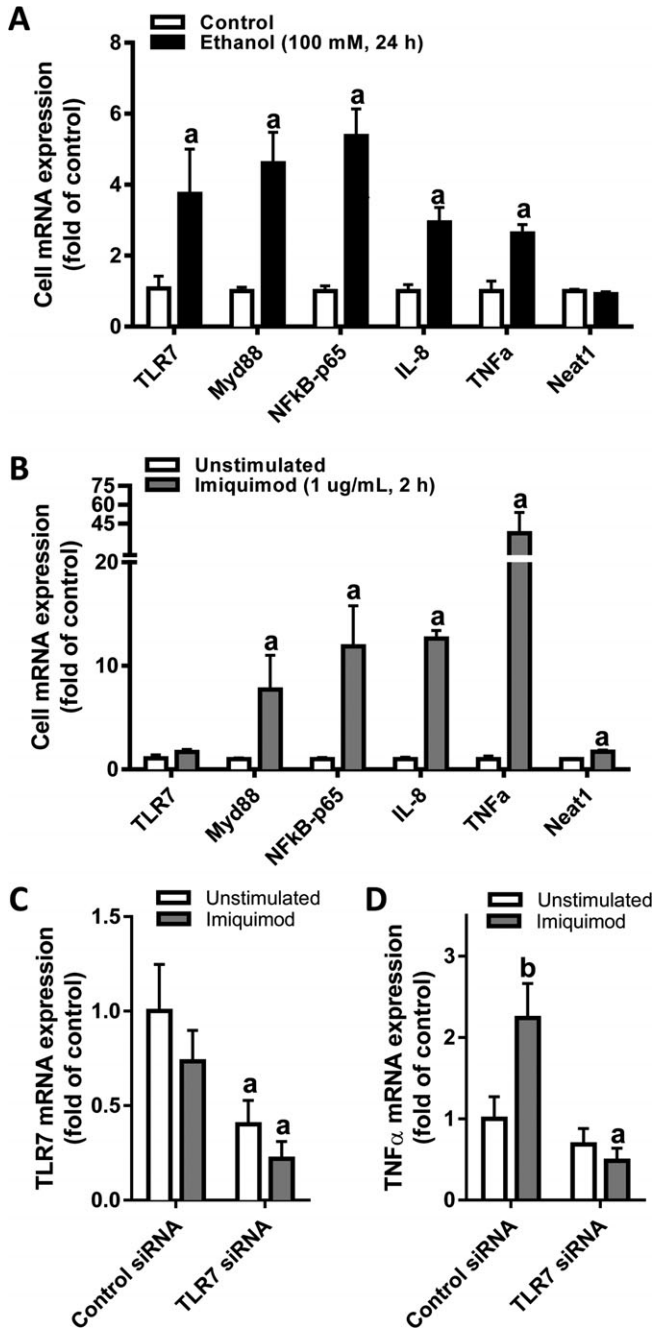 A
Control
Ethanol (100 mM, 24 h)
Cell mRNA expression
(fold of control)
8
6
4
2
0
a
a
a
a
a
TLR7
Myd88
NFkB-p65
IL-8
TNFa
Neat1
B
Unstimulated
Imiquimod (1 ug/mL, 2 h)
Cell mRNA expression
(fold of control)
75
60
45
20
10
0
a
a
a
a
a
TLR7
Myd88
NFkB-p65
IL-8
TNFa
Neat1
C
Unstimulated
Imiquimod
TLR7 mRNA expression
(fold of control)
1.5
1.0
0.5
0.0
a
a
Control siRNA
TLR7 siRNA
D
Unstimulated
Imiquimod
TNFα mRNA expression
(fold of control)
3
2
1
0
b
a
Control siRNA
TLR7 siRNA